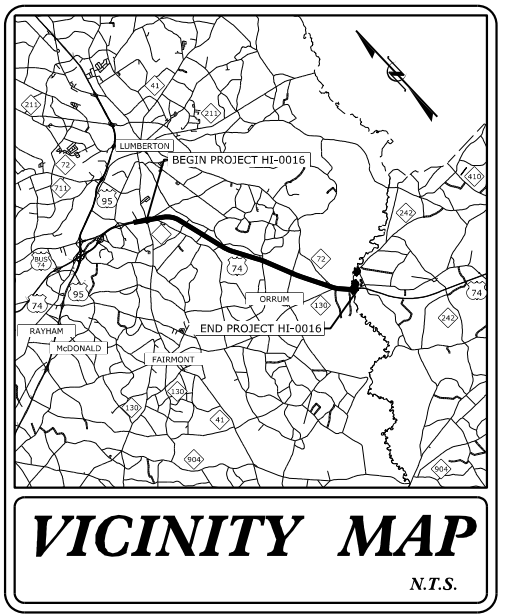 41
211
211
LUMBERTON
BEGIN PROJECT HI-0016
72
410
711
95
242
BUS
74
72
74
74
95
ORRUM
74
130
242
RAYHAM
END PROJECT HI-0016
McDONALD
FAIRMONT
130
130
41
904
904
VICINITY MAP
N.T.S.